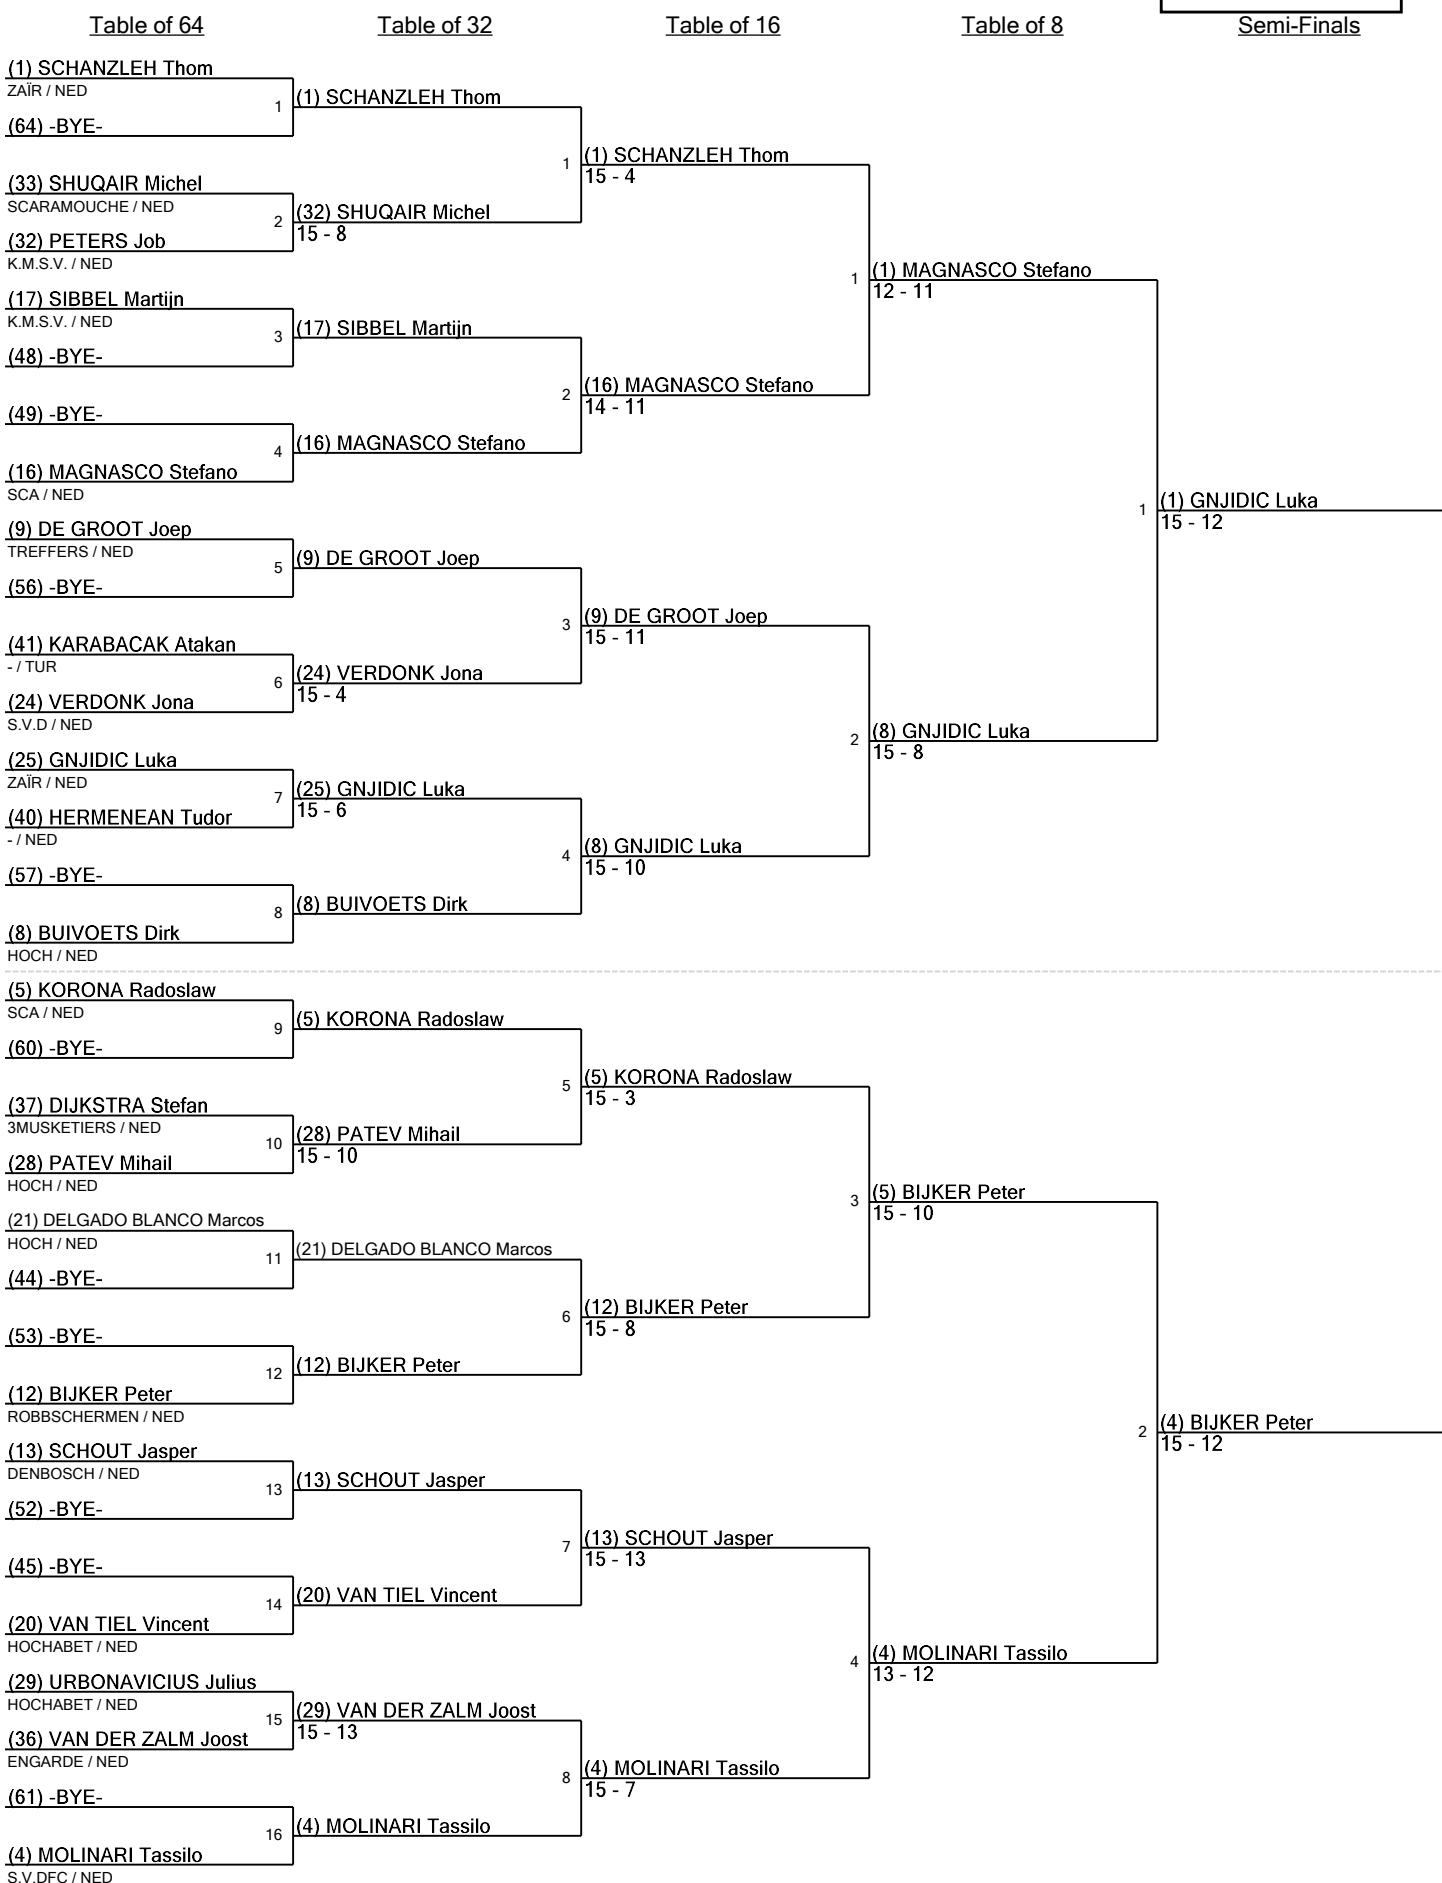 Table of 64
Table of 32
Table of 16
Table of 8
Semi-Finals
(1) SCHANZLEH Thom
ZAÏR / NED
1
(64) -BYE-
(33) SHUQAIR Michel
SCARAMOUCHE / NED
2
(32) PETERS Job
K.M.S.V. / NED
(17) SIBBEL Martijn
K.M.S.V. / NED
3
(48) -BYE-
(49) -BYE-
4
(16) MAGNASCO Stefano
SCA / NED
(9) DE GROOT Joep
TREFFERS / NED
5
(56) -BYE-
(41) KARABACAK Atakan
- / TUR
6
(24) VERDONK Jona
S.V.D / NED
(25) GNJIDIC Luka
ZAÏR / NED
7
(40) HERMENEAN Tudor
- / NED
(57) -BYE-
8
(8) BUIVOETS Dirk
HOCH / NED
(5) KORONA Radoslaw
SCA / NED
9
(60) -BYE-
(37) DIJKSTRA Stefan
3MUSKETIERS / NED
10
(28) PATEV Mihail
HOCH / NED
(21) DELGADO BLANCO Marcos
HOCH / NED
11
(44) -BYE-
(53) -BYE-
12
(12) BIJKER Peter
ROBBSCHERMEN / NED
(13) SCHOUT Jasper
DENBOSCH / NED
13
(52) -BYE-
(45) -BYE-
14
(20) VAN TIEL Vincent
HOCHABET / NED
(29) URBONAVICIUS Julius
HOCHABET / NED
15
(36) VAN DER ZALM Joost
ENGARDE / NED
(61) -BYE-
16
(4) MOLINARI Tassilo
S.V.DFC / NED
(1) SCHANZLEH Thom
1
(32) SHUQAIR Michel
15 - 8
(17) SIBBEL Martijn
2
(16) MAGNASCO Stefano
(9) DE GROOT Joep
3
(24) VERDONK Jona
15 - 4
(25) GNJIDIC Luka
15 - 6
4
(8) BUIVOETS Dirk
(5) KORONA Radoslaw
5
(28) PATEV Mihail
15 - 10
(21) DELGADO BLANCO Marcos
6
(12) BIJKER Peter
(13) SCHOUT Jasper
7
(20) VAN TIEL Vincent
(29) VAN DER ZALM Joost
15 - 13
8
(4) MOLINARI Tassilo
(1) SCHANZLEH Thom
15 - 4
1
(16) MAGNASCO Stefano
14 - 11
(9) DE GROOT Joep
15 - 11
2
(8) GNJIDIC Luka
15 - 10
(5) KORONA Radoslaw
15 - 3
3
(12) BIJKER Peter
15 - 8
(13) SCHOUT Jasper
15 - 13
4
(4) MOLINARI Tassilo
15 - 7
(1) MAGNASCO Stefano
12 - 11
1
(8) GNJIDIC Luka
15 - 8
(5) BIJKER Peter
15 - 10
2
(4) MOLINARI Tassilo
13 - 12
(1) GNJIDIC Luka
15 - 12
(4) BIJKER Peter
15 - 12